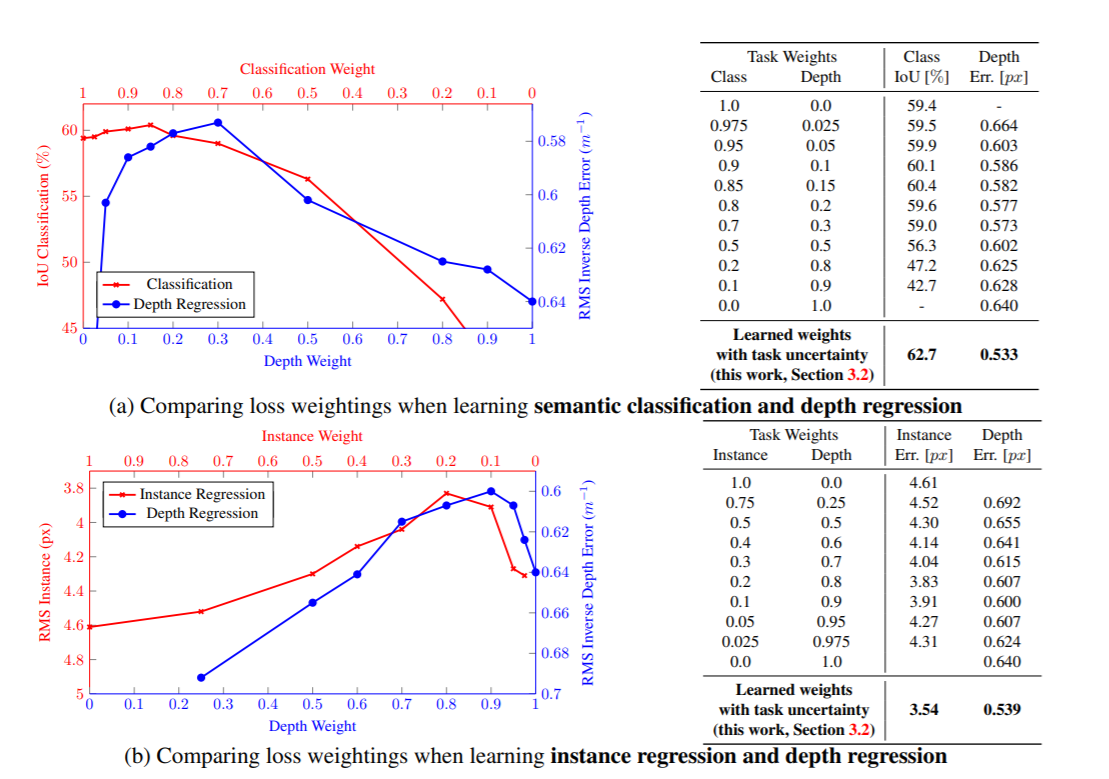 Classification Weight
1 0.9 0.8 0.7 0.6 0.5 0.4 0.3 0.2 0.1 0
60
55
50
45
IoU Classification (%)
0.58
0.6
0.62
0.64
RMS Inverse Depth Error (m⁻¹)
Classification
Depth Regression
0 0.1 0.2 0.3 0.4 0.5 0.6 0.7 0.8 0.9 1
Depth Weight
Task Weights Class Depth
Class Depth IoU [%] Err. [px]
1.0 0.0 59.4 -
0.975 0.025 59.5 0.664
0.95 0.05 59.9 0.603
0.9 0.1 60.1 0.586
0.85 0.15 60.4 0.582
0.8 0.2 59.6 0.577
0.7 0.3 59.0 0.573
0.5 0.5 56.3 0.602
0.2 0.8 47.2 0.625
0.1 0.9 42.7 0.628
0.0 1.0 - 0.640
Learned weights
with task uncertainty 62.7 0.533
(this work, Section 3.2)
(a) Comparing loss weightings when learning semantic classification and depth regression
Instance Weight
1 0.9 0.8 0.7 0.6 0.5 0.4 0.3 0.2 0.1 0
3.8
4
4.2
4.4
4.6
4.8
5
RMS Instance (px)
0.6
0.62
0.64
0.66
0.68
0.7
RMS Inverse Depth Error (m⁻¹)
Instance Regression
Depth Regression
0 0.1 0.2 0.3 0.4 0.5 0.6 0.7 0.8 0.9 1
Depth Weight
Task Weights Instance Depth
Instance Depth Err. [px] Err. [px]
1.0 0.0 4.61
0.75 0.25 4.52 0.692
0.5 0.5 4.30 0.655
0.4 0.6 4.14 0.641
0.3 0.7 4.04 0.615
0.2 0.8 3.83 0.607
0.1 0.9 3.91 0.600
0.05 0.95 4.27 0.607
0.025 0.975 4.31 0.624
0.0 1.0 0.640
Learned weights
with task uncertainty 3.54 0.539
(this work, Section 3.2)
(b) Comparing loss weightings when learning instance regression and depth regression